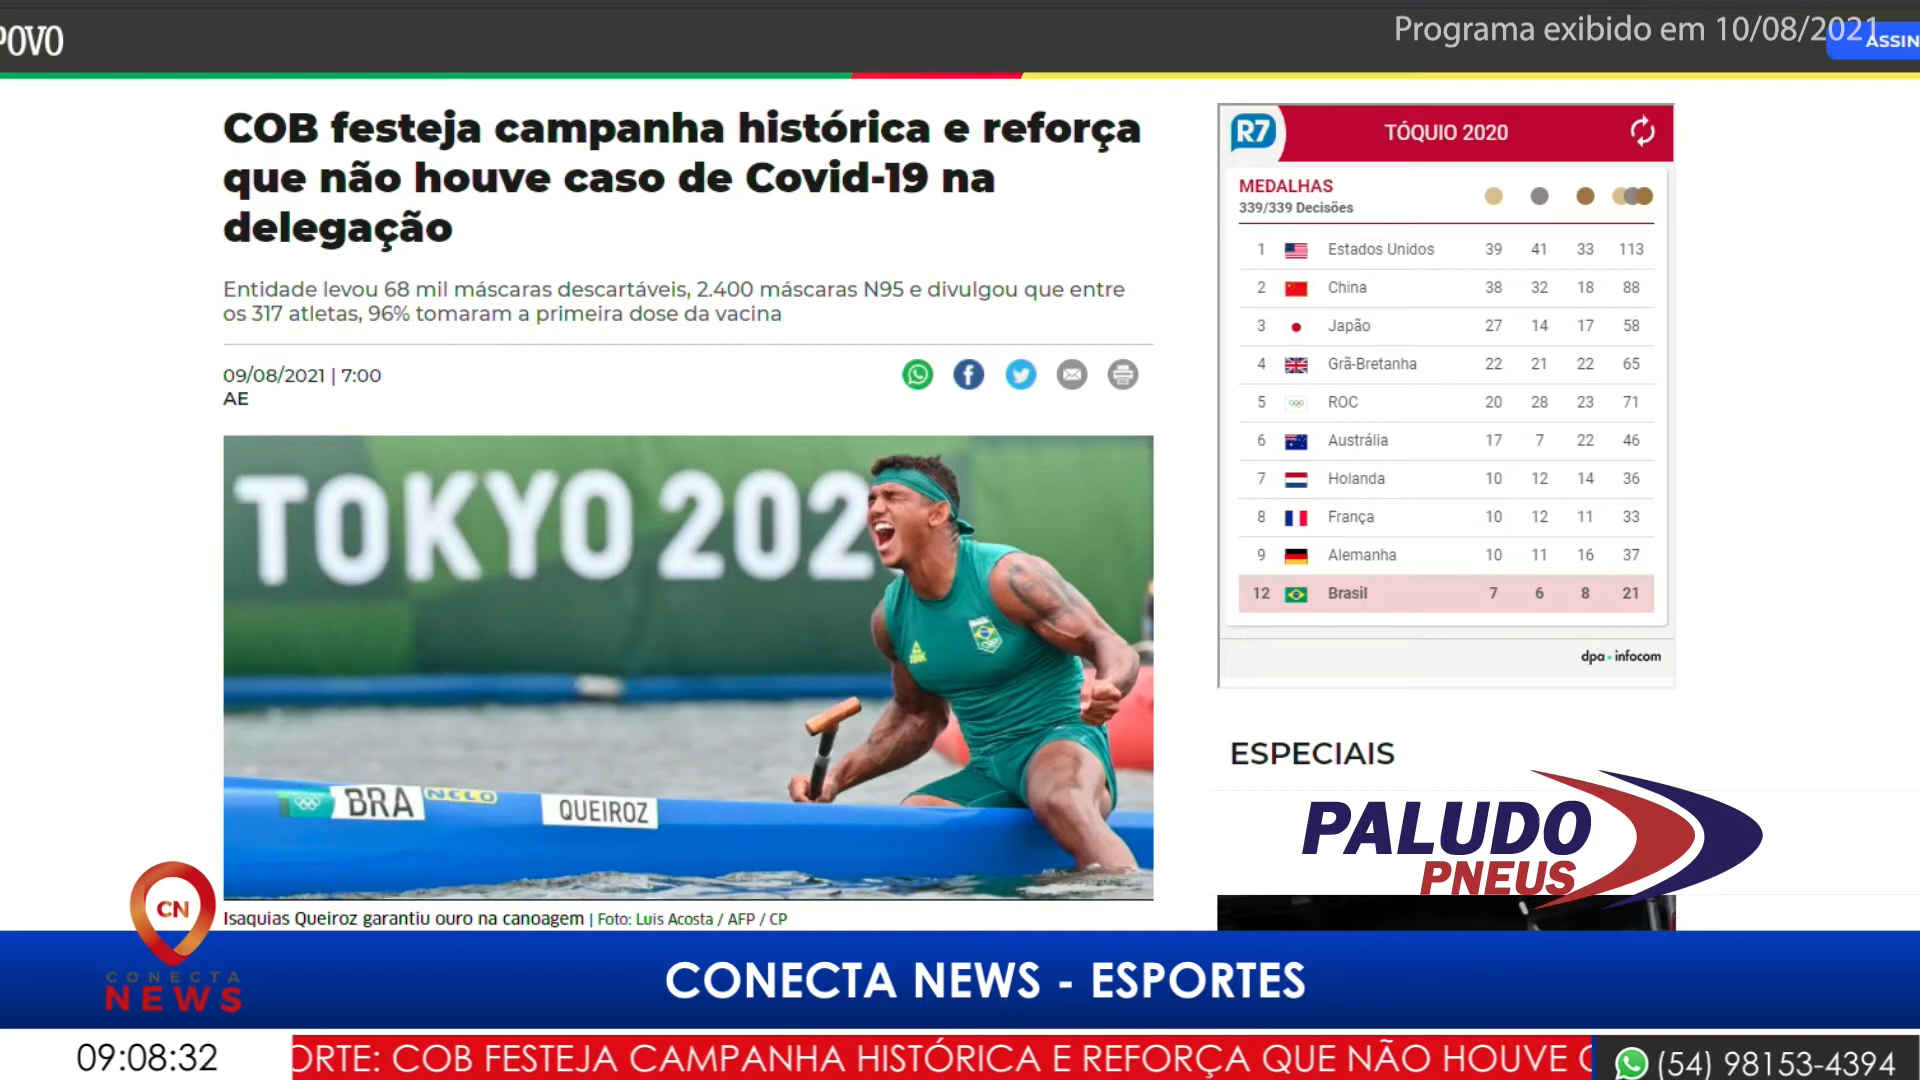 POVO
Programa exibido em 10/08/2021
ASSIN
COB festeja campanha histórica e reforça
que não houve caso de Covid-19 na
delegação
Entidade levou 68 mil máscaras descartáveis, 2.400 máscaras N95 e divulgou que entre
os 317 atletas, 96% tomaram a primeira dose da vacina
09/08/2021 | 7:00
AE
TOKYO 202
BRA
NELO
QUEIROZ
Isaquias Queiroz garantiu ouro na canoagem | Foto: Luis Acosta / AFP / CP
R7
TÓQUIO 2020
MEDALHAS
339/339 Decisões
1 Estados Unidos 39 41 33 113
2 China 38 32 18 88
3 Japão 27 14 17 58
4 Grã-Bretanha 22 21 22 65
5 ROC 20 28 23 71
6 Austrália 17 7 22 46
7 Holanda 10 12 14 36
8 França 10 12 11 33
9 Alemanha 10 11 16 37
12 Brasil 7 6 8 21
dpa infocom
ESPECIAIS
PALUDO
PNEUS
CN
CONECTA
NEWS
CONECTA NEWS - ESPORTES
09:08:32
ORTE: COB FESTEJA CAMPANHA HISTÓRICA E REFORÇA QUE NÃO HOUVE C
(54) 98153-4394